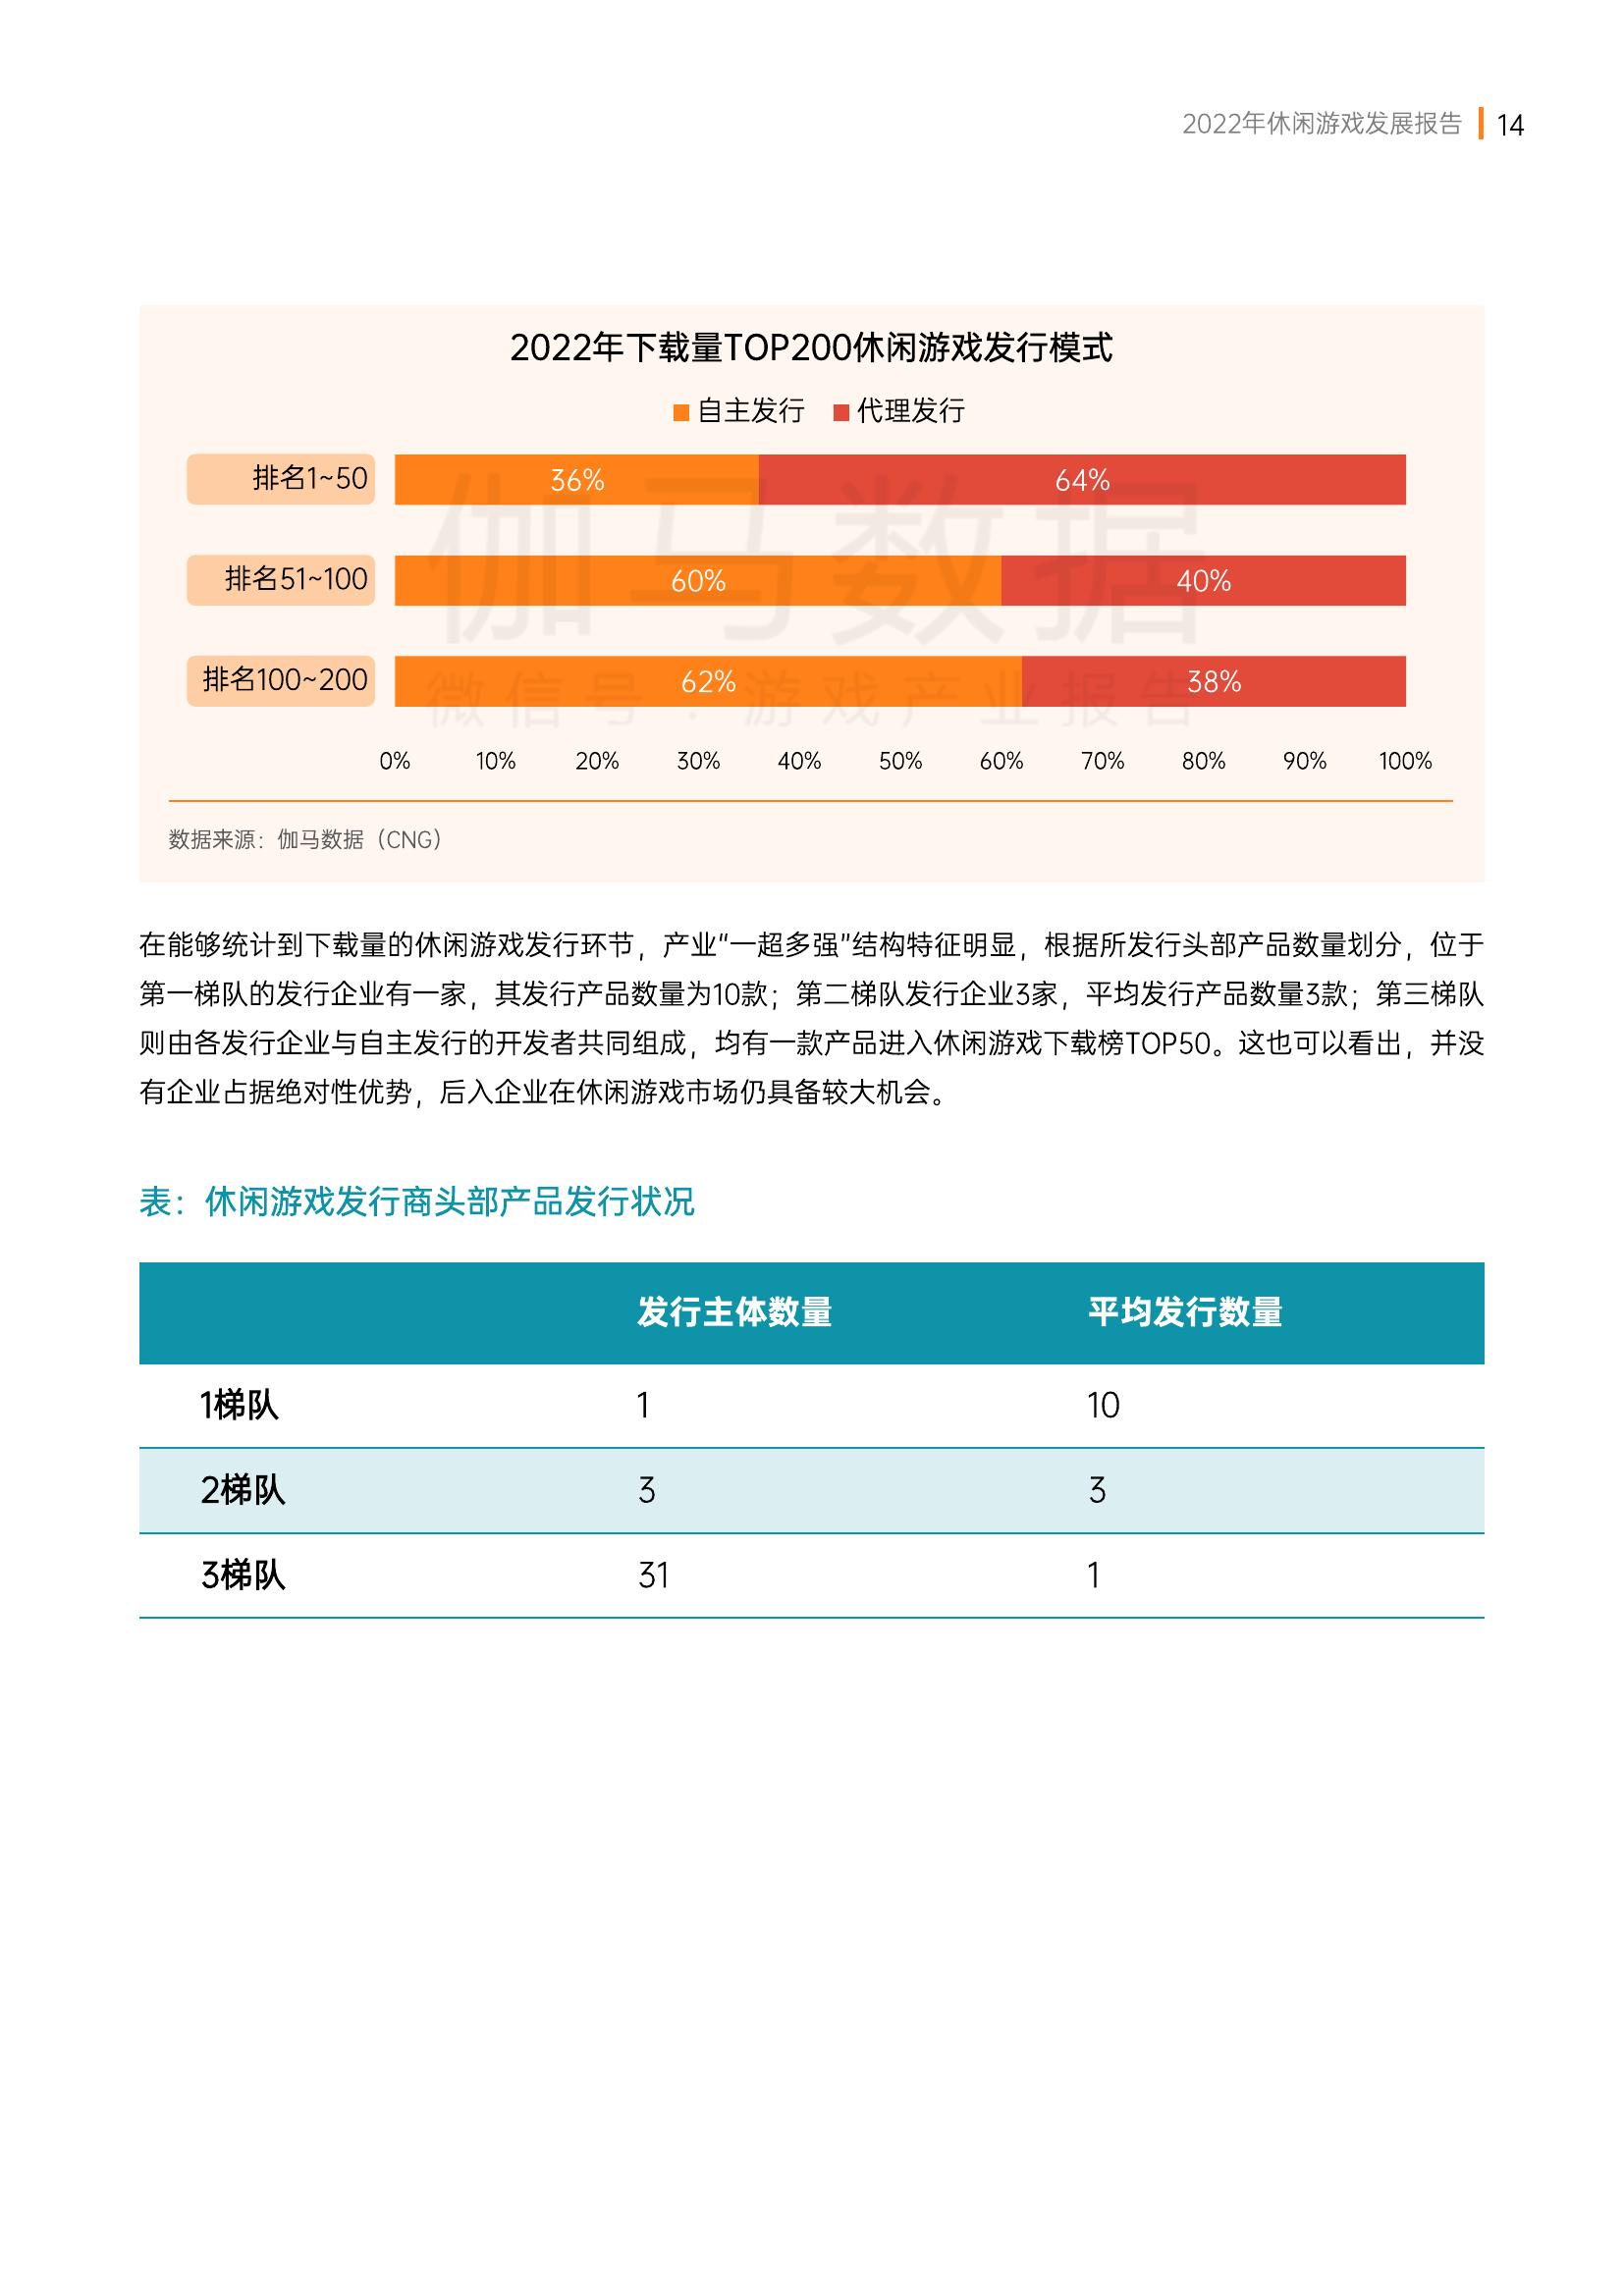 2022年休闲游戏发展报告 14
2022年下载量TOP200休闲游戏发行模式
自主发行 代理发行
排名1~50 36% 64%
排名51~100 60% 40%
排名100~200 62% 38%
0% 10% 20% 30% 40% 50% 60% 70% 80% 90% 100%
伽马数据
微信号：游戏产业报告
数据来源：伽马数据（CNG）
在能够统计到下载量的休闲游戏发行环节，产业“一超多强”结构特征明显，根据所发行头部产品数量划分，位于
第一梯队的发行企业有一家，其发行产品数量为10款；第二梯队发行企业3家，平均发行产品数量3款；第三梯队
则由各发行企业与自主发行的开发者共同组成，均有一款产品进入休闲游戏下载榜TOP50。这也可以看出，并没
有企业占据绝对性优势，后入企业在休闲游戏市场仍具备较大机会。
表：休闲游戏发行商头部产品发行状况
发行主体数量 平均发行数量
1梯队 1 10
2梯队 3 3
3梯队 31 1